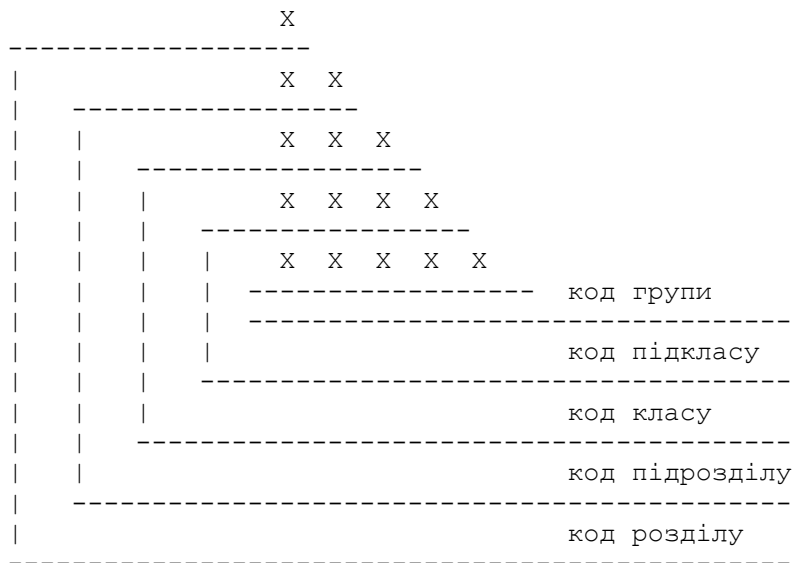 X
X X
X X X
X X X X
X X X X X
код групи
код підкласу
код класу
код підрозділу
код розділу